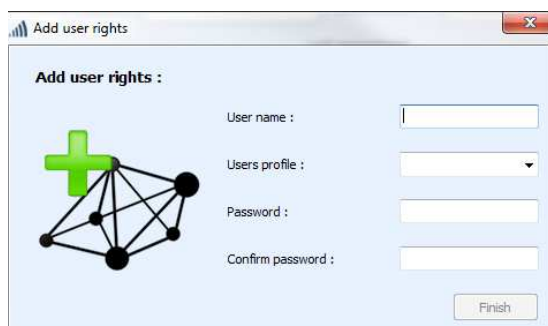 Add user rights
Add user rights :
User name :
Users profile :
Password :
Confirm password :
Finish